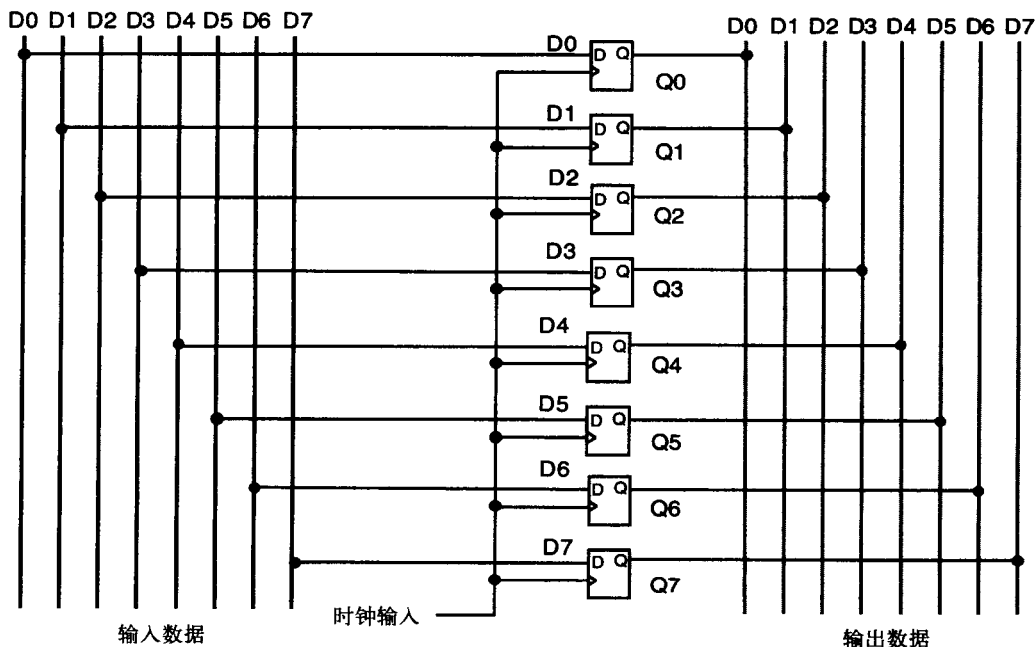 D0 D1 D2 D3 D4 D5 D6 D7
D0 D1 D2 D3 D4 D5 D6 D7
D0 D Q Q0
D1 D Q Q1
D2 D Q Q2
D3 D Q Q3
D4 D Q Q4
D5 D Q Q5
D6 D Q Q6
D7 D Q Q7
时钟输入
输入数据
输出数据